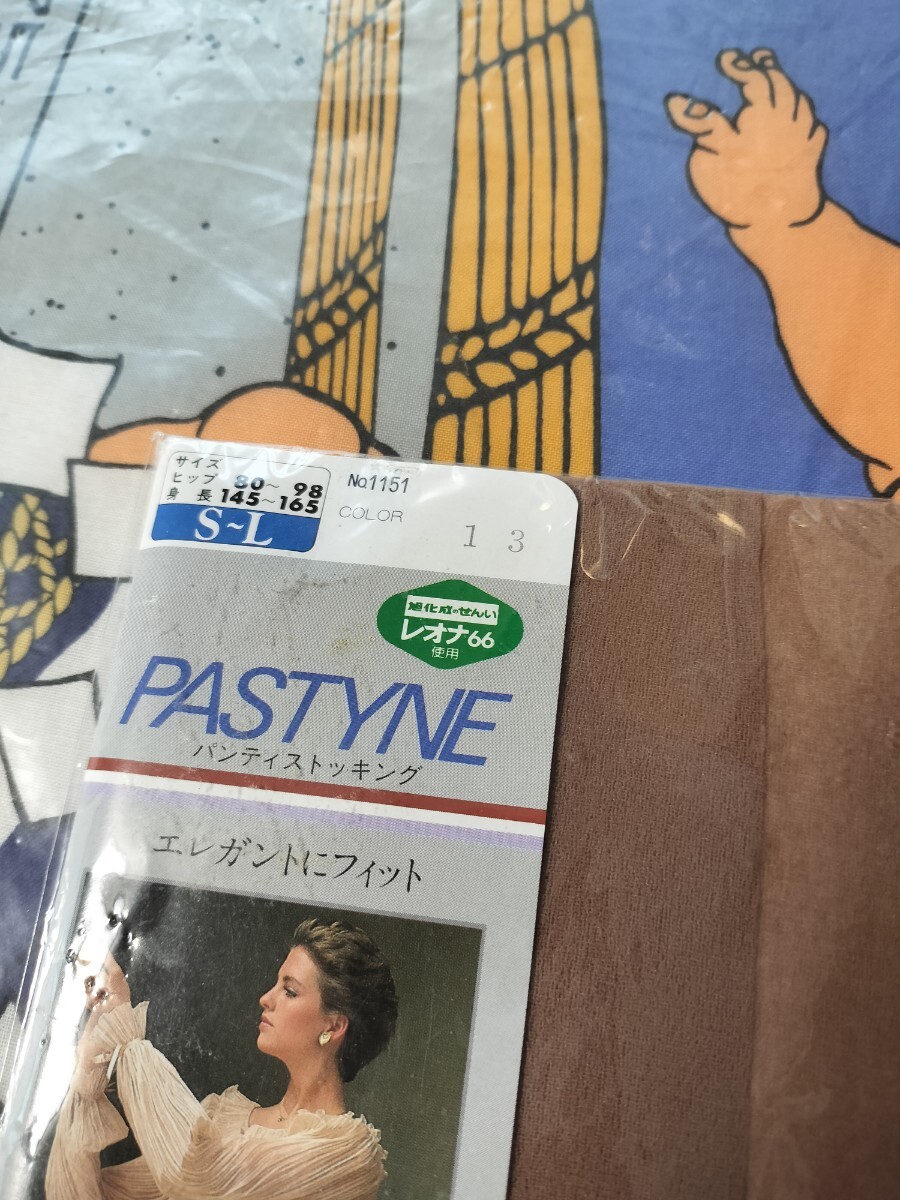 サイズ
ヒップ 80～98
身長 145～165
S~L
No.1151
COLOR
13
旭化成のせんい
レオナ66
使用
PASTYNE
パンティストッキング
エレガントにフィット